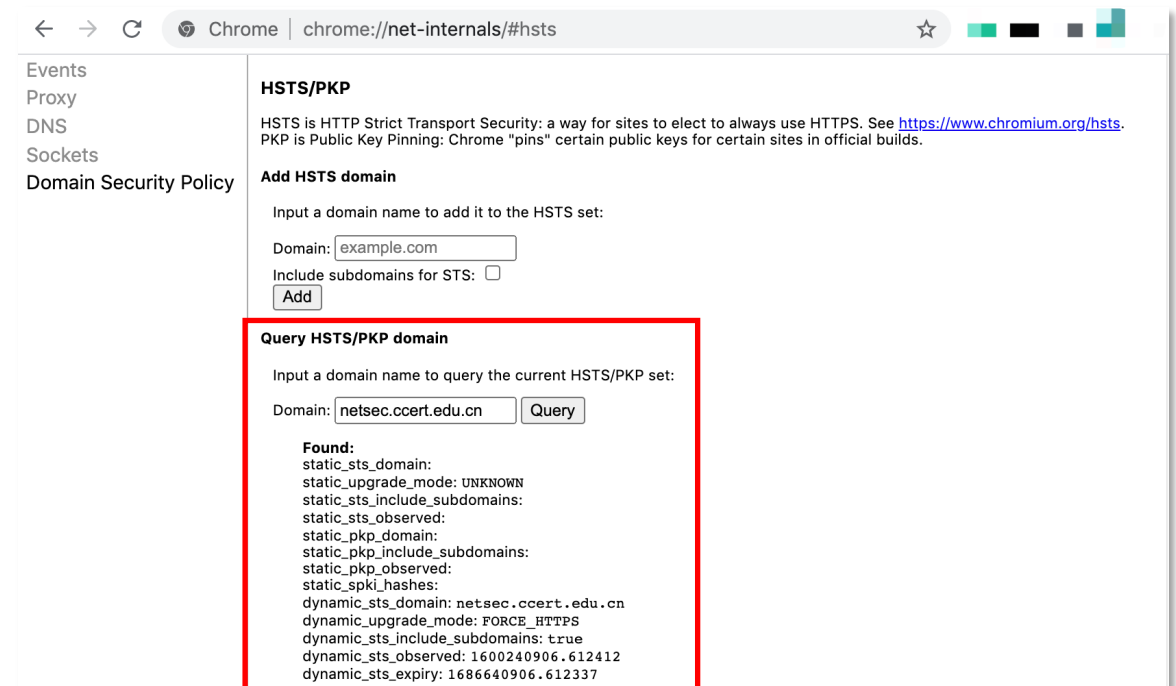 Chrome | chrome://net-internals/#hsts
Events
Proxy
DNS
Sockets
Domain Security Policy
HSTS/PKP
HSTS is HTTP Strict Transport Security: a way for sites to elect to always use HTTPS. See https://www.chromium.org/hsts.
PKP is Public Key Pinning: Chrome "pins" certain public keys for certain sites in official builds.
Add HSTS domain
Input a domain name to add it to the HSTS set:
Domain: example.com
Include subdomains for STS:
Add
Query HSTS/PKP domain
Input a domain name to query the current HSTS/PKP set:
Domain: netsec.ccert.edu.cn Query
Found:
static_sts_domain:
static_upgrade_mode: UNKNOWN
static_sts_include_subdomains:
static_sts_observed:
static_pkp_domain:
static_pkp_include_subdomains:
static_pkp_observed:
static_spki_hashes:
dynamic_sts_domain: netsec.ccert.edu.cn
dynamic_upgrade_mode: FORCE_HTTPS
dynamic_sts_include_subdomains: true
dynamic_sts_observed: 1600240906.612412
dynamic_sts_expiry: 1686640906.612337